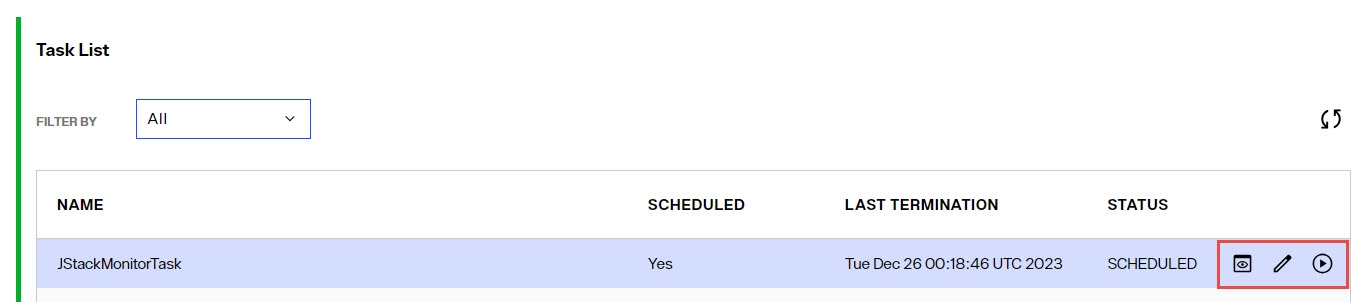 Task List
FILTER BY All
NAME SCHEDULED LAST TERMINATION STATUS
JStackMonitorTask Yes Tue Dec 26 00:18:46 UTC 2023 SCHEDULED